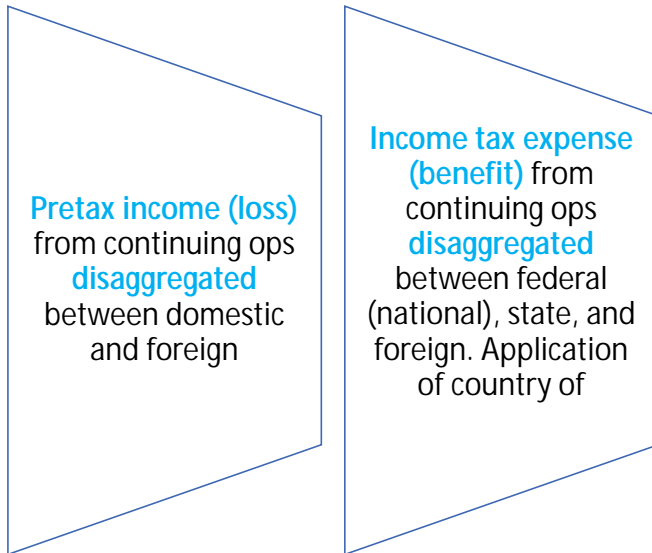 Pretax income (loss)
from continuing ops
disaggregated
between domestic
and foreign
Income tax expense
(benefit) from
continuing ops
disaggregated
between federal
(national), state, and
foreign. Application
of country of